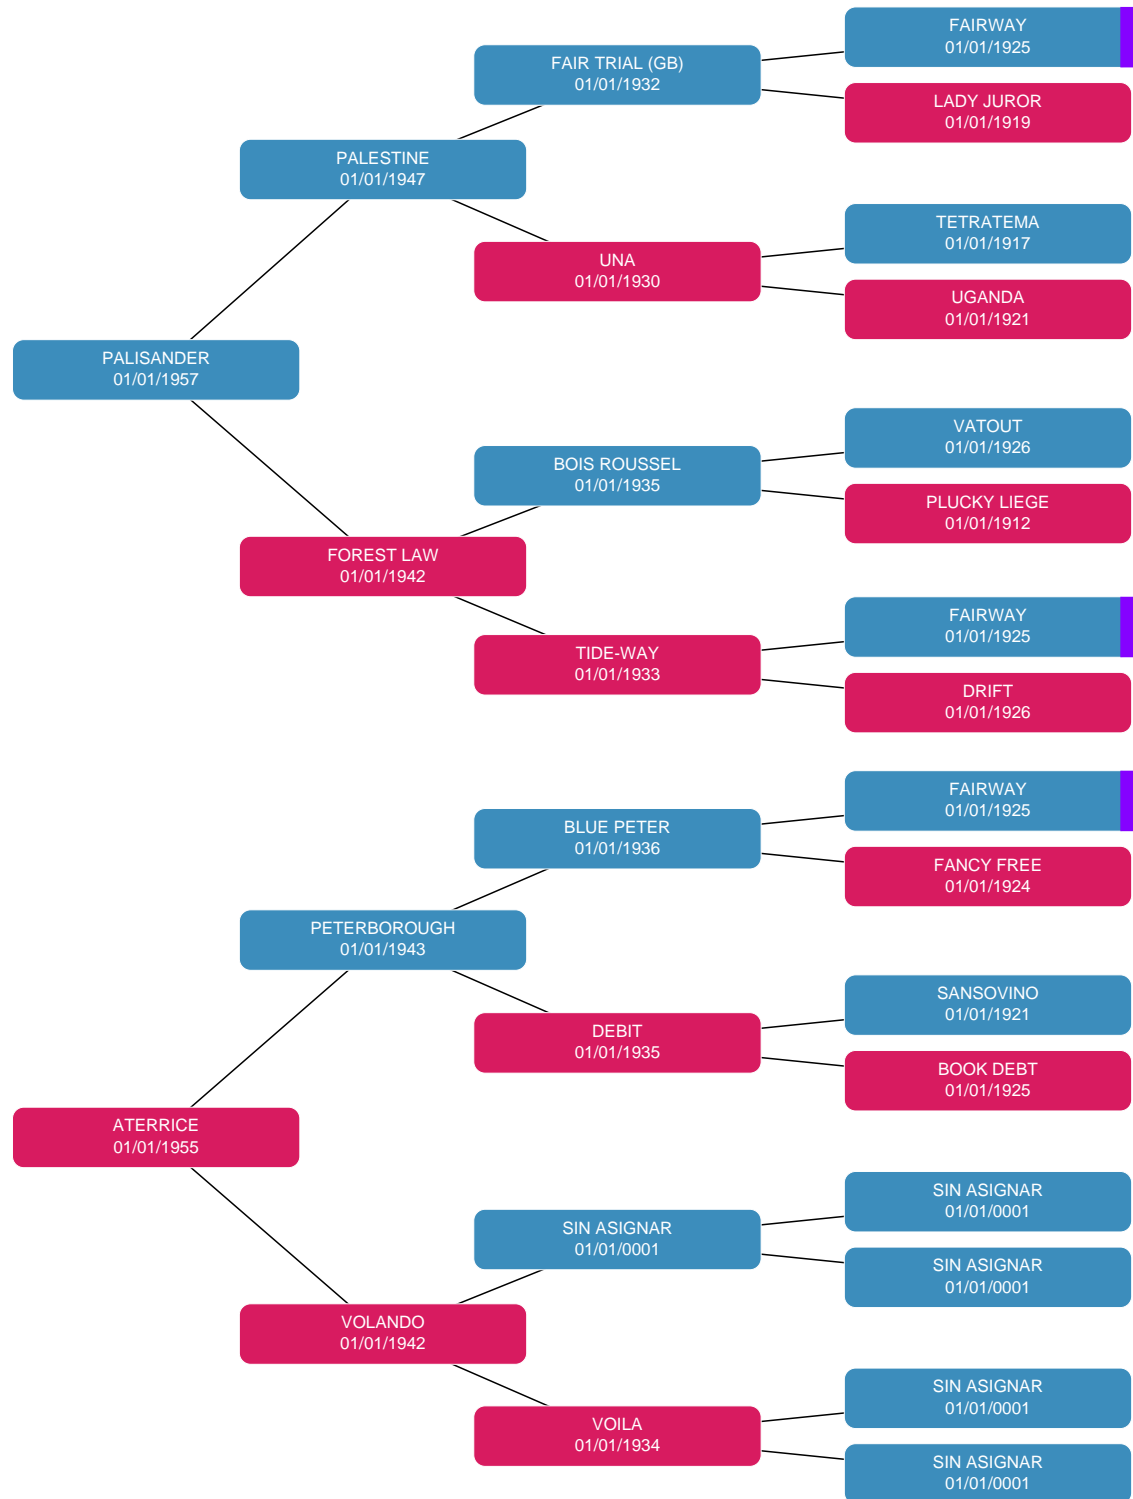 FAIRWAY
01/01/1925
FAIR TRIAL (GB)
01/01/1932
LADY JUROR
01/01/1919
PALESTINE
01/01/1947
TETRATEMA
01/01/1917
UNA
01/01/1930
UGANDA
01/01/1921
PALISANDER
01/01/1957
VATOUT
01/01/1926
BOIS ROUSSEL
01/01/1935
PLUCKY LIEGE
01/01/1912
FOREST LAW
01/01/1942
FAIRWAY
01/01/1925
TIDE-WAY
01/01/1933
DRIFT
01/01/1926
FAIRWAY
01/01/1925
BLUE PETER
01/01/1936
FANCY FREE
01/01/1924
PETERBOROUGH
01/01/1943
SANSOVINO
01/01/1921
DEBIT
01/01/1935
BOOK DEBT
01/01/1925
ATERRICE
01/01/1955
SIN ASIGNAR
01/01/0001
SIN ASIGNAR
01/01/0001
SIN ASIGNAR
01/01/0001
VOLANDO
01/01/1942
SIN ASIGNAR
01/01/0001
VOILA
01/01/1934
SIN ASIGNAR
01/01/0001